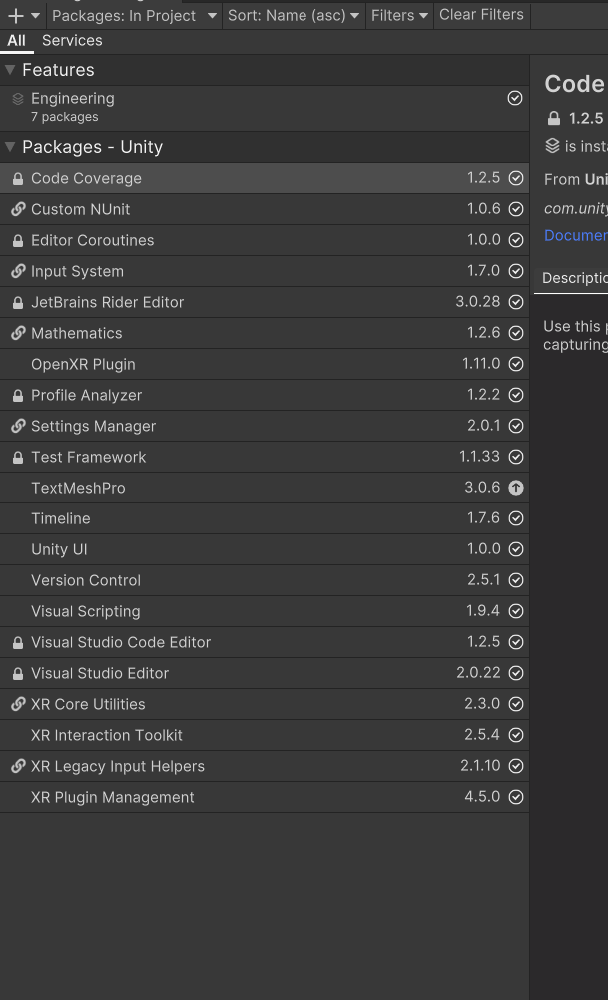 Packages: In Project Sort: Name (asc) Filters Clear Filters
All Services
Features
Engineering
7 packages
Packages - Unity
Code Coverage 1.2.5
Custom NUnit 1.0.6
Editor Coroutines 1.0.0
Input System 1.7.0
JetBrains Rider Editor 3.0.28
Mathematics 1.2.6
OpenXR Plugin 1.11.0
Profile Analyzer 1.2.2
Settings Manager 2.0.1
Test Framework 1.1.33
TextMeshPro 3.0.6
Timeline 1.7.6
Unity UI 1.0.0
Version Control 2.5.1
Visual Scripting 1.9.4
Visual Studio Code Editor 1.2.5
Visual Studio Editor 2.0.22
XR Core Utilities 2.3.0
XR Interaction Toolkit 2.5.4
XR Legacy Input Helpers 2.1.10
XR Plugin Management 4.5.0
Code
1.2.5
is insta
From Uni
com.unity
Documen
Descriptio
Use this p
capturing